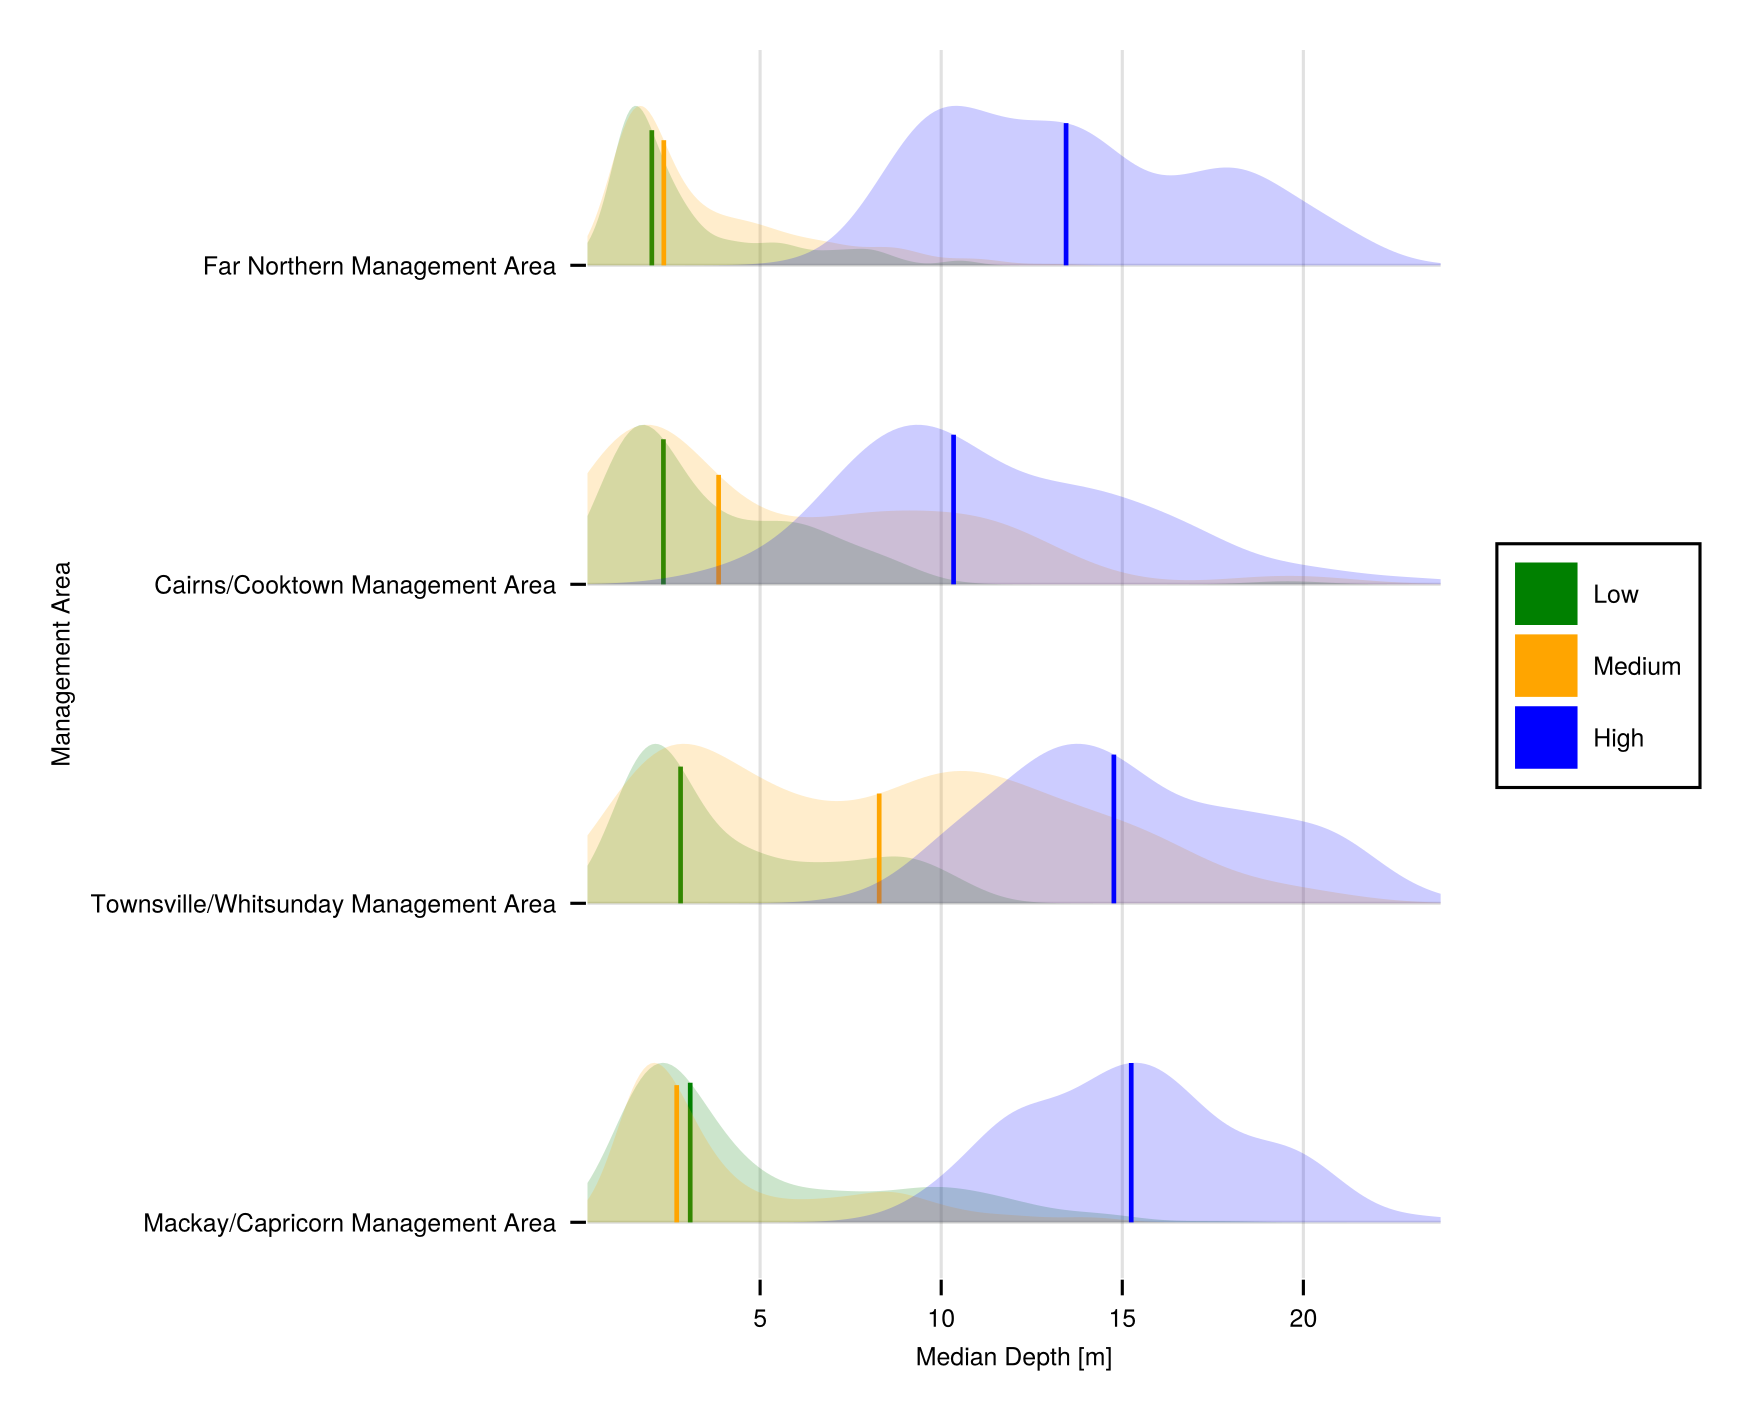 Far Northern Management Area
Cairns/Cooktown Management Area
Townsville/Whitsunday Management Area
Mackay/Capricorn Management Area
Management Area
5
10
15
20
Median Depth [m]
Low
Medium
High